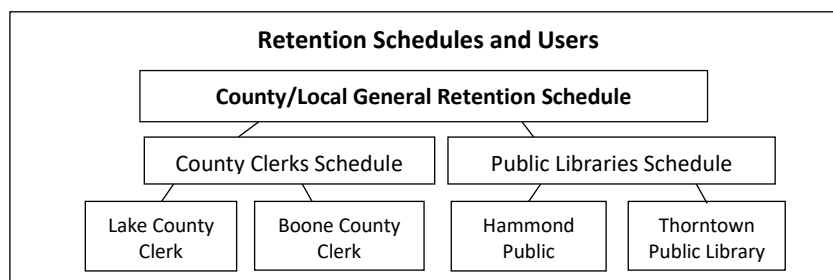 Retention Schedules and Users
County/Local General Retention Schedule
County Clerks Schedule
Public Libraries Schedule
Lake County
Clerk
Boone County
Clerk
Hammond
Public
Thorntown
Public Library